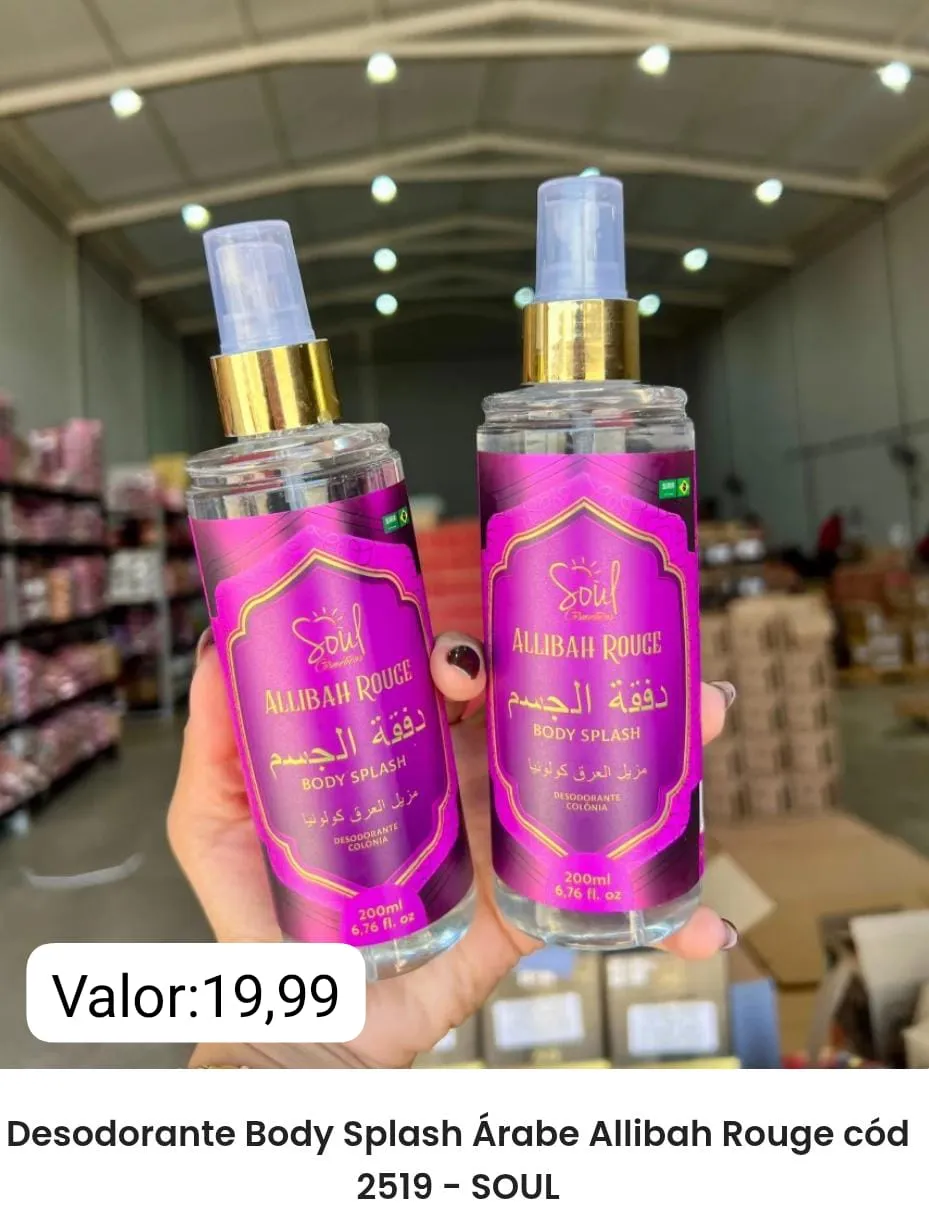 Soul
Cosméticos
ALLIBAH ROUGE
دفقة الجسم
BODY SPLASH
مزيل العرق كولونيا
DESODORANTE
COLÔNIA
200ml
6,76 fl. oz
Soul
Cosméticos
ALLIBAH ROUGE
دفقة الجسم
BODY SPLASH
مزيل العرق كولونيا
DESODORANTE
COLÔNIA
200ml
6,76 fl. oz
Valor:19,99
Desodorante Body Splash Árabe Allibah Rouge cód
2519 - SOUL